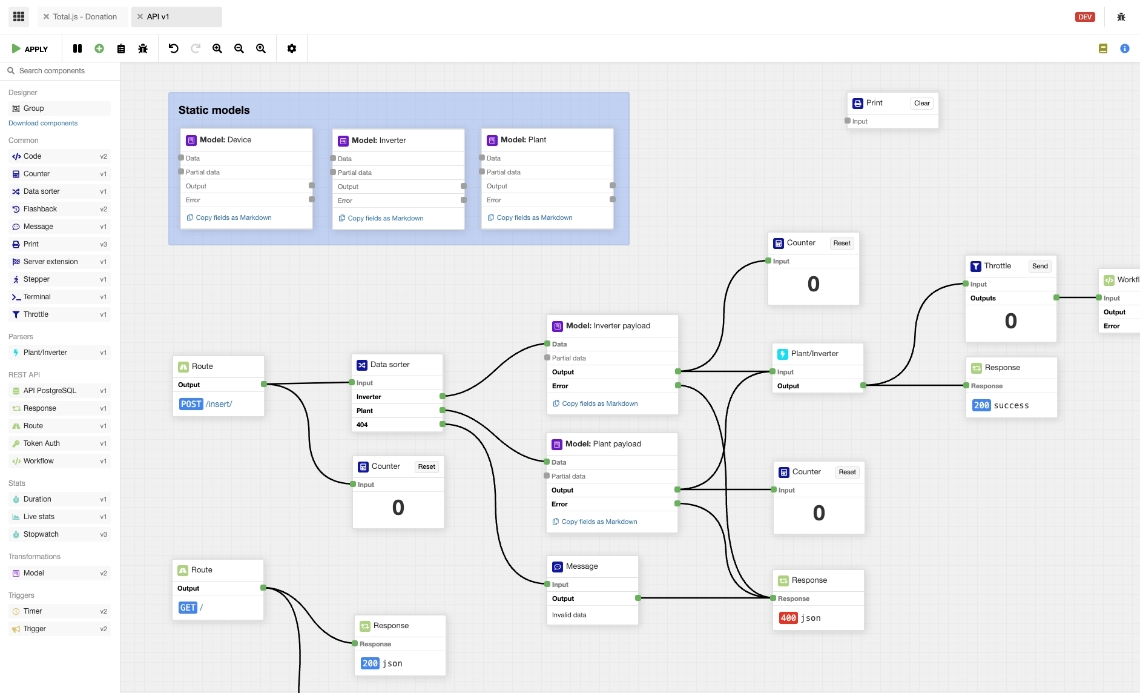 Total.js - Donation
API v1
DEV
APPLY
Search components
Designer
Group
Download components
Common
Code v2
Counter v1
Data sorter v1
Flashback v2
Message v1
Print v3
Server extension v1
Stepper v1
Terminal v1
Throttle v1
Parsers
Plant/Inverter v1
REST API
API PostgreSQL v1
Response v1
Route v1
Token Auth v1
Workflow v1
Stats
Duration v1
Live stats v1
Stopwatch v3
Transformations
Model v2
Triggers
Timer v2
Trigger v2
Static models
Model: Device
Data
Partial data
Output
Error
Copy fields as Markdown
Model: Inverter
Data
Partial data
Output
Error
Copy fields as Markdown
Model: Plant
Data
Partial data
Output
Error
Copy fields as Markdown
Print Clear
Input
Counter Reset
Input
0
Throttle Send
Input
Outputs
0
Workfl
Input
Output
Error
Route
Output
POST /insert/
Data sorter
Input
Inverter
Plant
404
Model: Inverter payload
Data
Partial data
Output
Error
Copy fields as Markdown
Plant/Inverter
Input
Output
Response
Response
200 success
Counter Reset
Input
0
Model: Plant payload
Data
Partial data
Output
Error
Copy fields as Markdown
Counter Reset
Input
0
Route
Output
GET /
Response
Response
200 json
Message
Input
Output
Invalid data
Response
Response
400 json